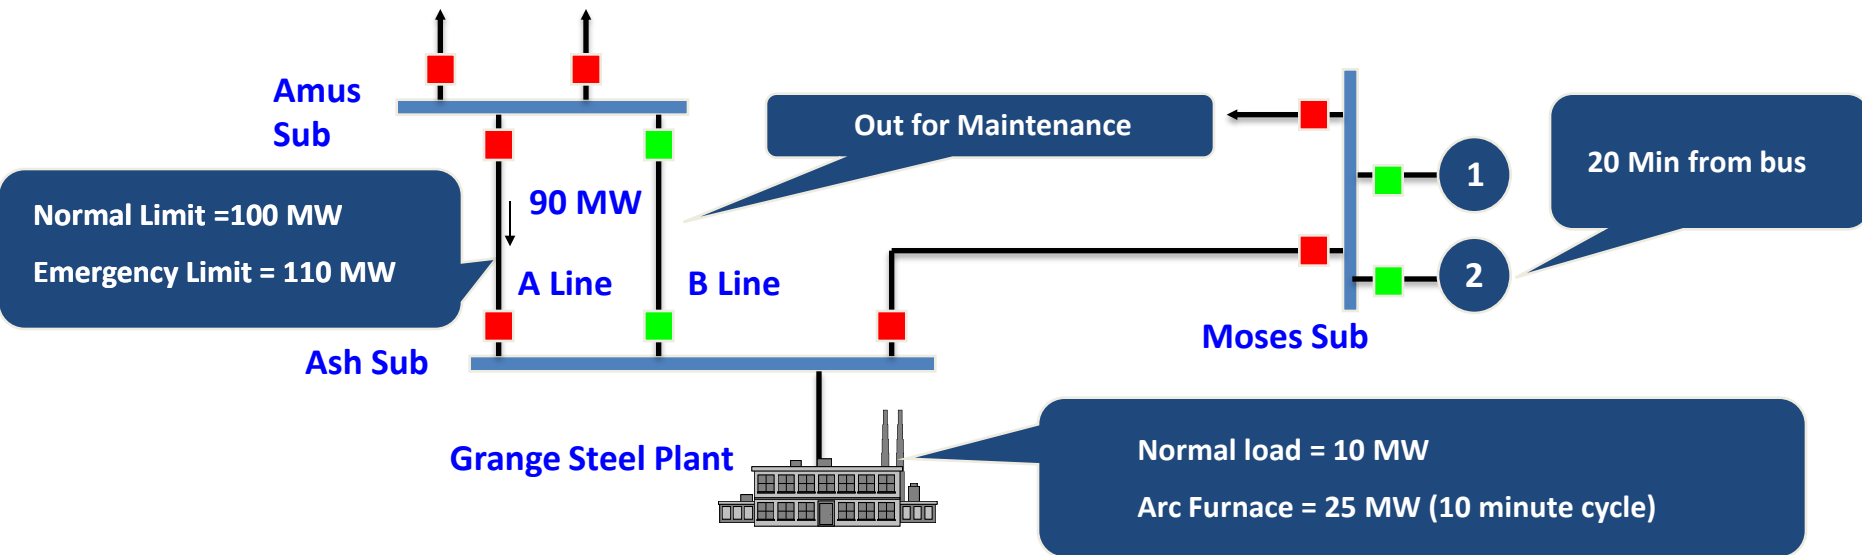 Amus
Sub
Out for Maintenance
20 Min from bus
1
Normal Limit =100 MW
Emergency Limit = 110 MW
90 MW
A Line
B Line
2
Moses Sub
Ash Sub
Grange Steel Plant
Normal load = 10 MW
Arc Furnace = 25 MW (10 minute cycle)